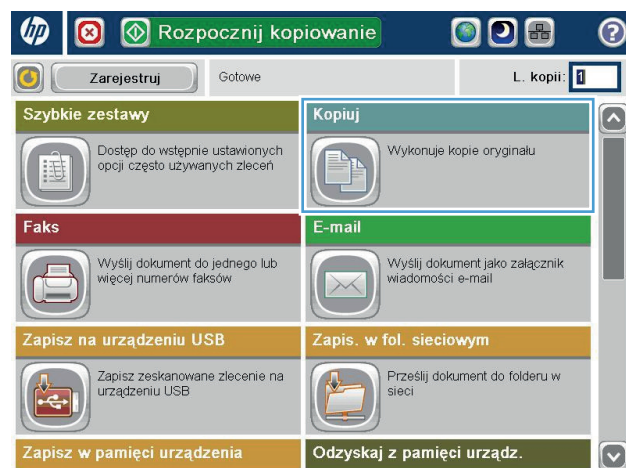 hp
Rozpocznij kopiowanie
?
Zarejestruj
Gotowe
L. kopii: 1
Szybkie zestawy
Dostęp do wstępnie ustawionych
opcji często używanych zleceń
Kopiuj
Wykonuje kopie oryginału
Faks
Wyślij dokument do jednego lub
więcej numerów faksów
E-mail
Wyślij dokument jako załącznik
wiadomości e-mail
Zapisz na urządzeniu USB
Zapisz zeskanowane zlecenie na
urządzeniu USB
Zapis. w fol. sieciowym
Prześlij dokument do folderu w
sieci
Zapisz w pamięci urządzenia
Odzyskaj z pamięci urządz.